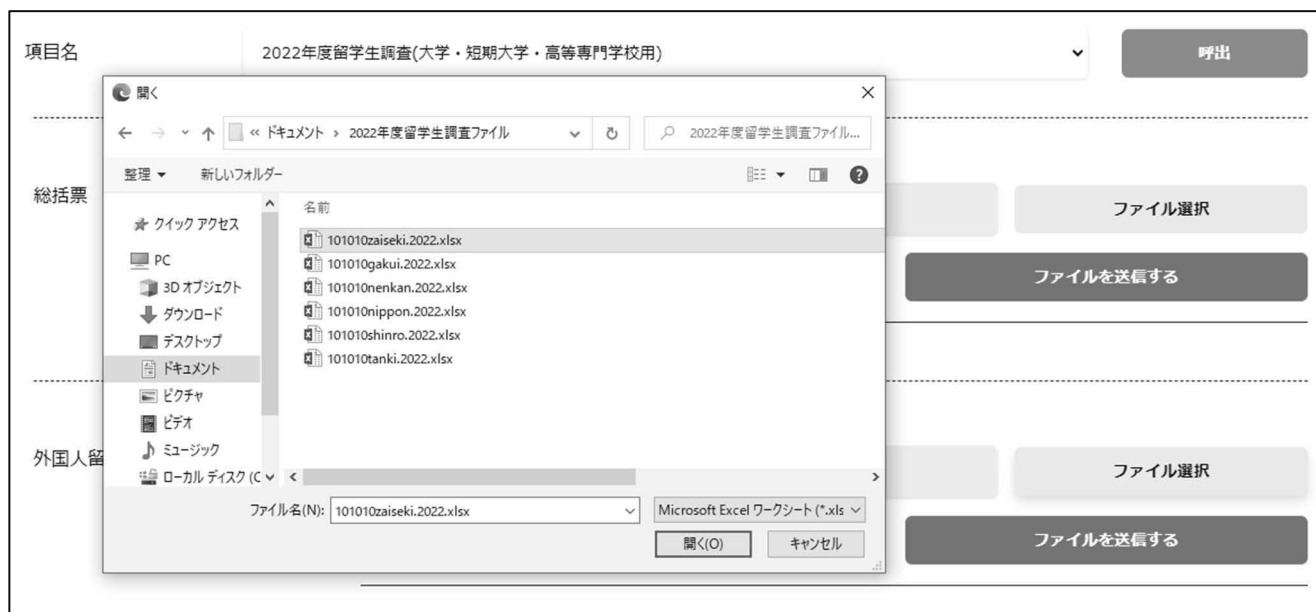 項目名
2022年度留学生調査(大学・短期大学・高等専門学校用)
呼出
開く
« ドキュメント › 2022年度留学生調査ファイル
2022年度留学生調査ファイル...
整理
新しいフォルダー
総括票
ファイル選択
ファイルを送信する
クイック アクセス
PC
3D オブジェクト
ダウンロード
デスクトップ
ドキュメント
ピクチャ
ビデオ
ミュージック
ローカル ディスク (C
名前
101010zaiseki.2022.xlsx
101010gakui.2022.xlsx
101010nenkan.2022.xlsx
101010nippon.2022.xlsx
101010shinro.2022.xlsx
101010tanki.2022.xlsx
外国人留
ファイル選択
ファイル名(N): 101010zaiseki.2022.xlsx
Microsoft Excel ワークシート (*.xls
開く(O)
キャンセル
ファイルを送信する